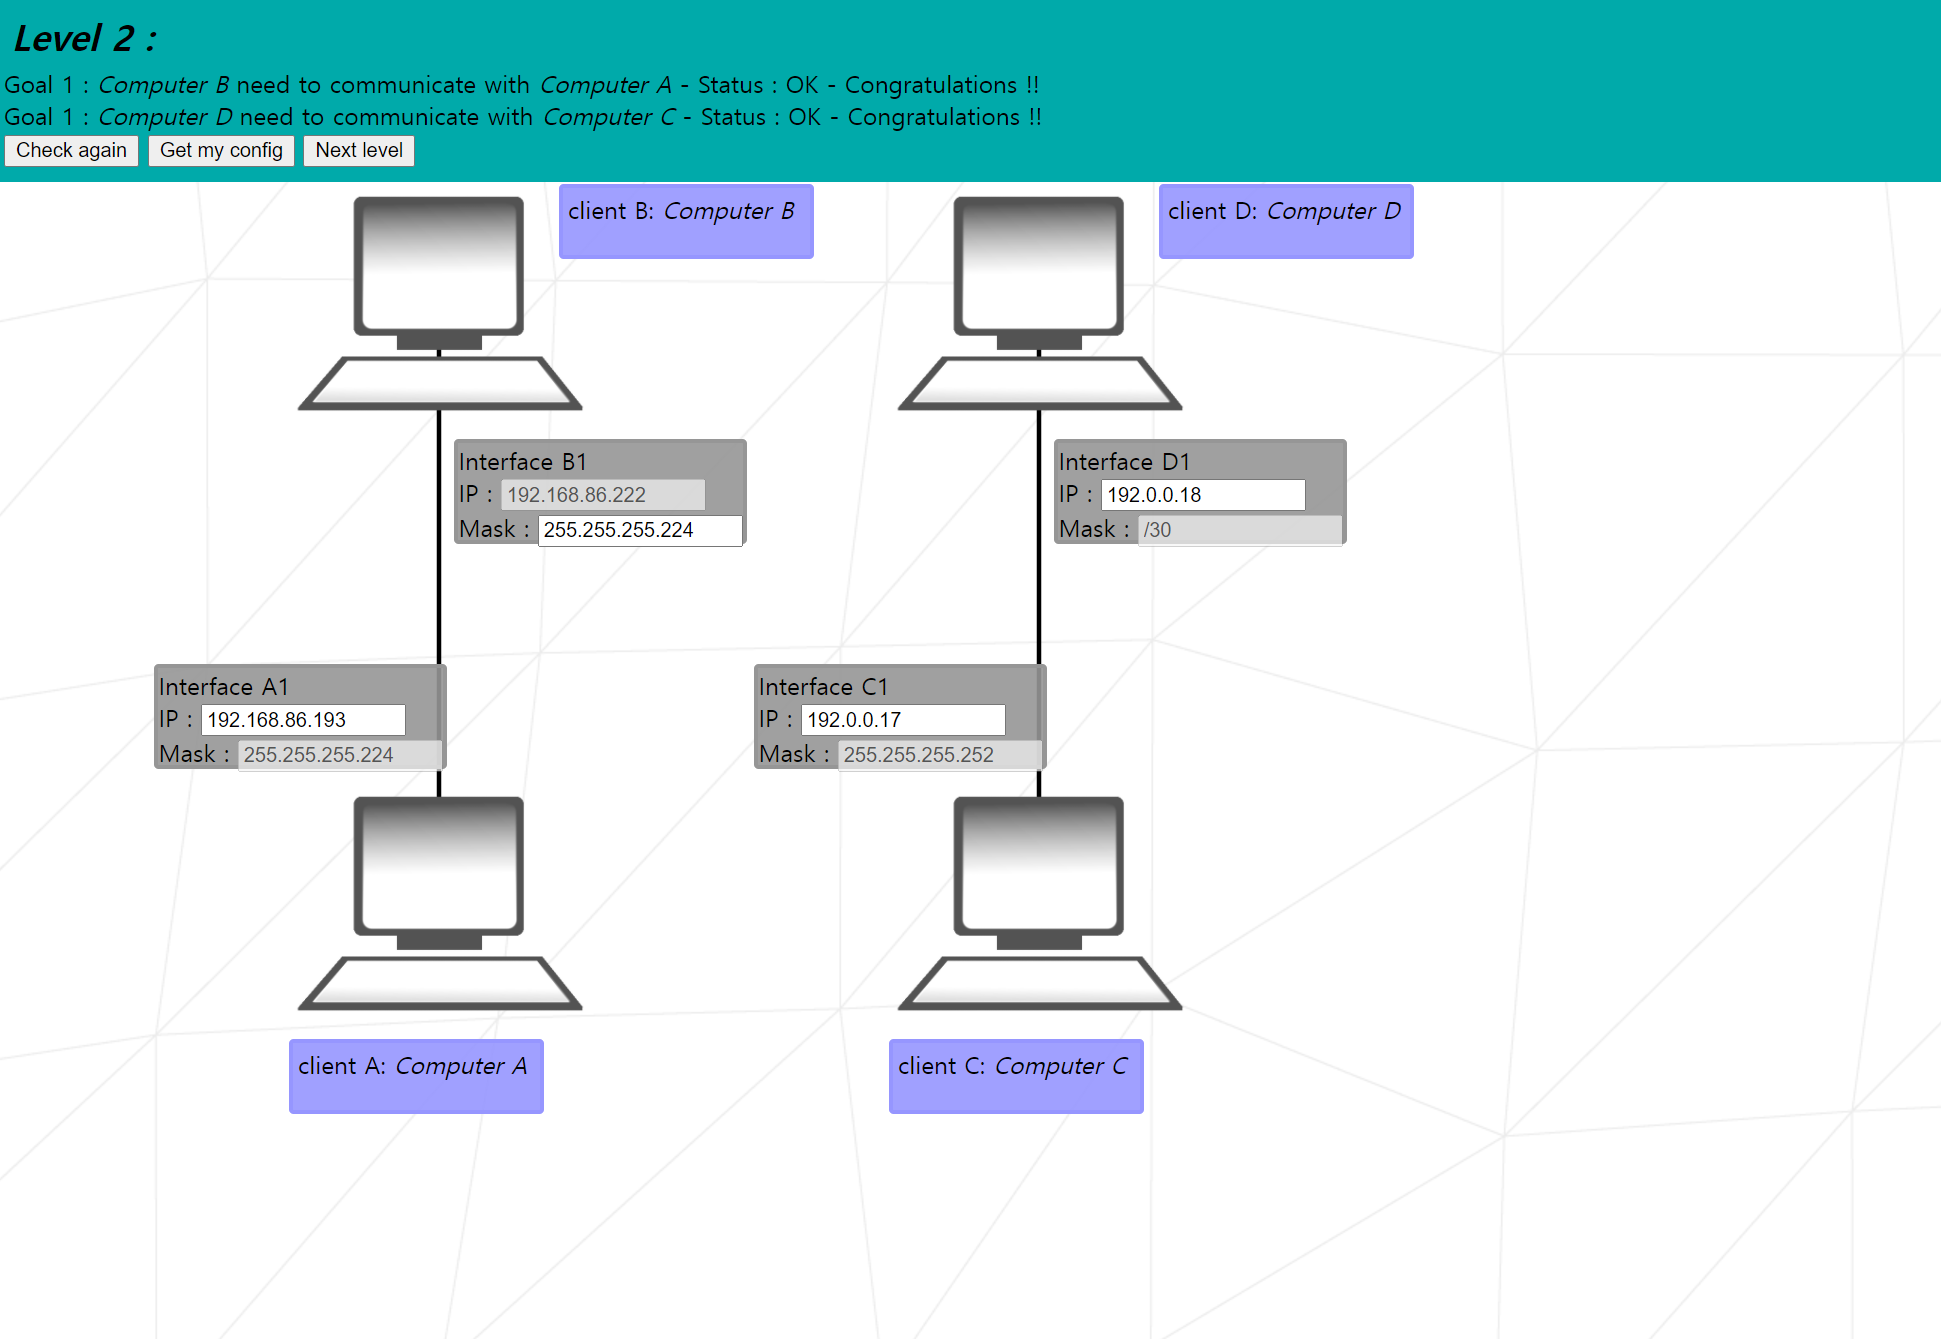 Level 2 :
Goal 1 : Computer B need to communicate with Computer A - Status : OK - Congratulations !!
Goal 1 : Computer D need to communicate with Computer C - Status : OK - Congratulations !!
Check again Get my config Next level
client B: Computer B
client D: Computer D
Interface B1
IP : 192.168.86.222
Mask : 255.255.255.224
Interface D1
IP : 192.0.0.18
Mask : /30
Interface A1
IP : 192.168.86.193
Mask : 255.255.255.224
Interface C1
IP : 192.0.0.17
Mask : 255.255.255.252
client A: Computer A
client C: Computer C